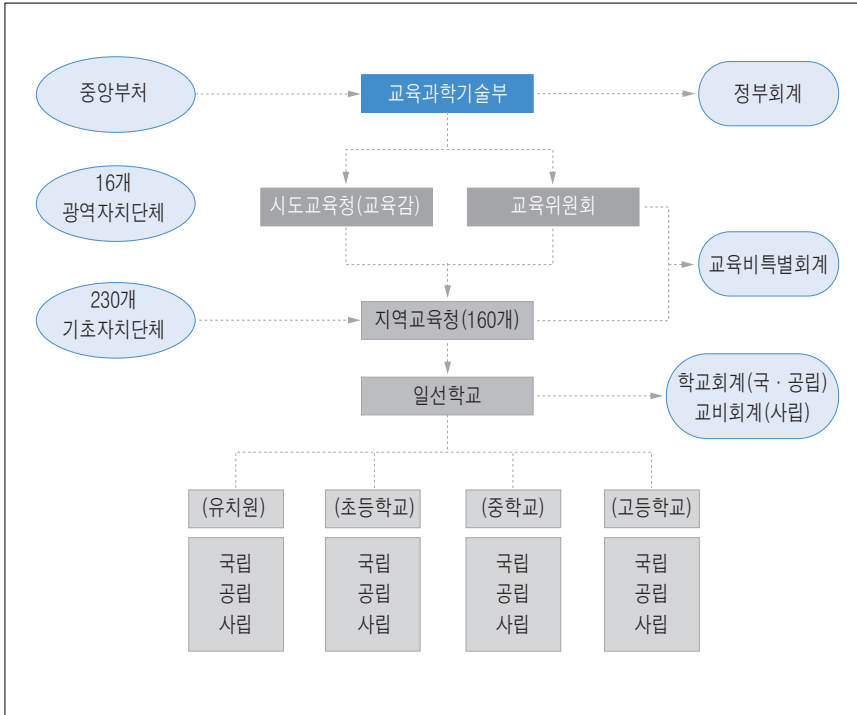 중앙부처
교육과학기술부
정부회계
16개
광역자치단체
시도교육청(교육감)
교육위원회
교육비특별회계
230개
기초자치단체
지역교육청(160개)
일선학교
학교회계(국 · 공립)
교비회계(사립)
(유치원)
(초등학교)
(중학교)
(고등학교)
국립
공립
사립
국립
공립
사립
국립
공립
사립
국립
공립
사립